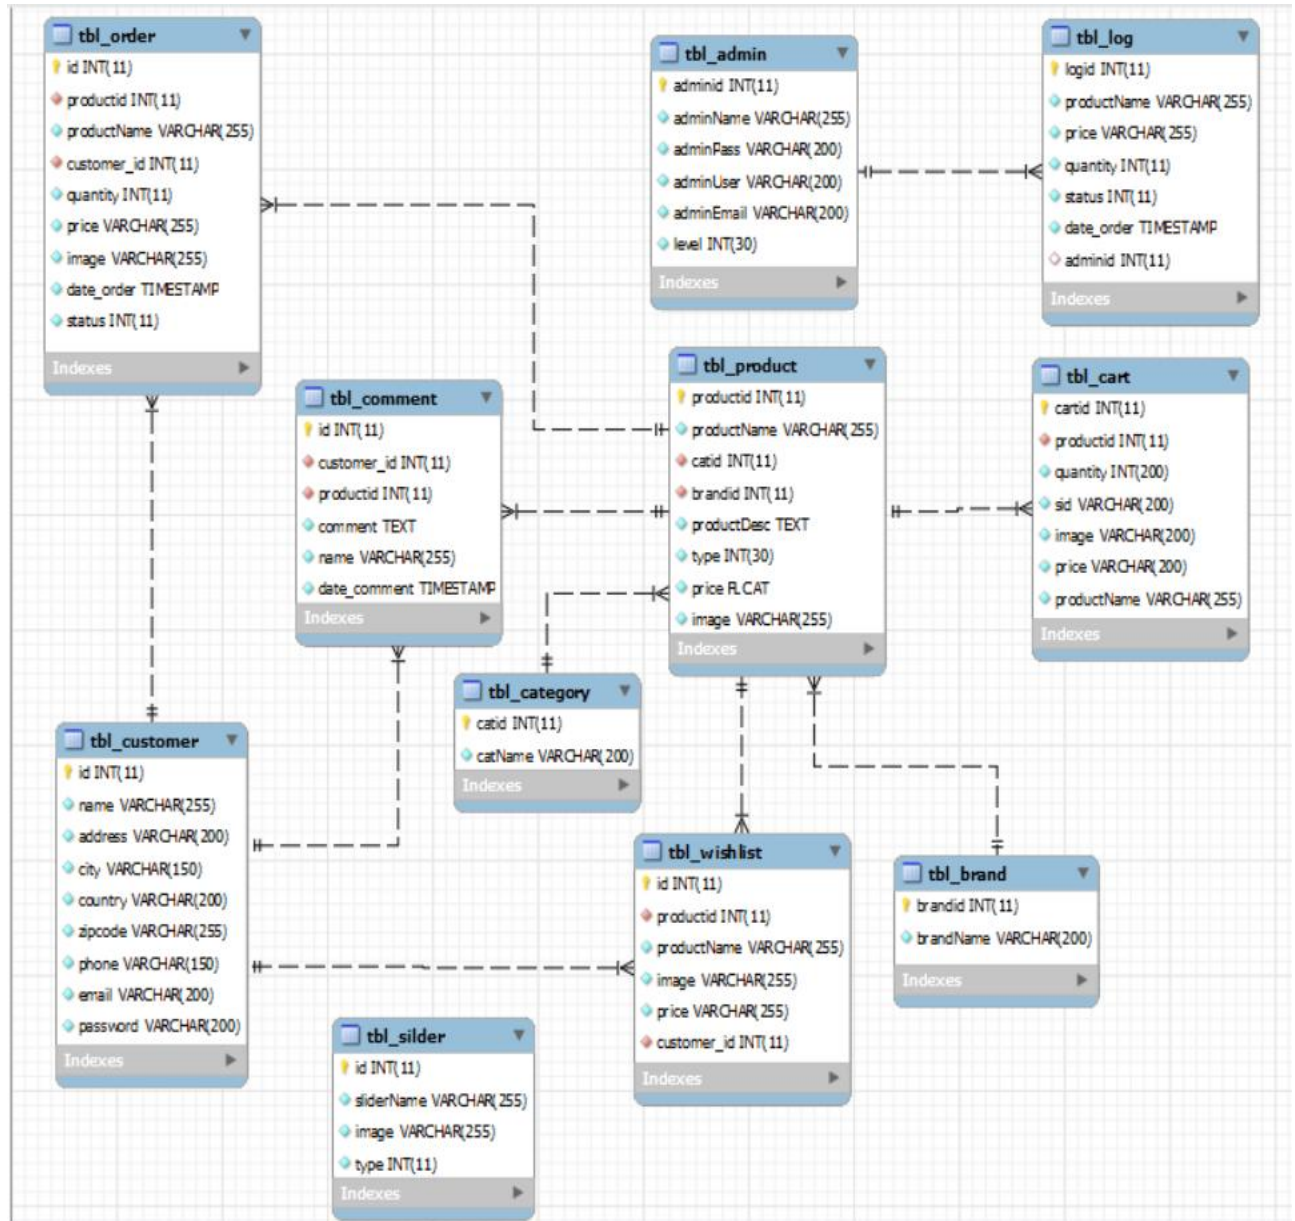 tbl_order
id INT(11)
productid INT(11)
productName VARCHAR(255)
customer_id INT(11)
quantity INT(11)
price VARCHAR(255)
image VARCHAR(255)
date_order TIMESTAMP
status INT(11)
Indexes
tbl_admin
adminid INT(11)
adminName VARCHAR(255)
adminPass VARCHAR(200)
adminUser VARCHAR(200)
adminEmail VARCHAR(200)
level INT(30)
Indexes
tbl_log
logid INT(11)
productName VARCHAR(255)
price VARCHAR(255)
quantity INT(11)
status INT(11)
date_order TIMESTAMP
adminid INT(11)
Indexes
tbl_comment
id INT(11)
customer_id INT(11)
productid INT(11)
comment TEXT
name VARCHAR(255)
date_comment TIMESTAMP
Indexes
tbl_product
productid INT(11)
productName VARCHAR(255)
catid INT(11)
brandid INT(11)
productDesc TEXT
type INT(30)
price FLOAT
image VARCHAR(255)
Indexes
tbl_cart
cartid INT(11)
productid INT(11)
quantity INT(200)
sid VARCHAR(200)
image VARCHAR(200)
price VARCHAR(200)
productName VARCHAR(255)
Indexes
tbl_category
catid INT(11)
catName VARCHAR(200)
Indexes
tbl_customer
id INT(11)
name VARCHAR(255)
address VARCHAR(200)
city VARCHAR(150)
country VARCHAR(200)
zipcode VARCHAR(255)
phone VARCHAR(150)
email VARCHAR(200)
password VARCHAR(200)
Indexes
tbl_wishlist
id INT(11)
productid INT(11)
productName VARCHAR(255)
image VARCHAR(255)
price VARCHAR(255)
customer_id INT(11)
Indexes
tbl_brand
brandid INT(11)
brandName VARCHAR(200)
Indexes
tbl_silder
id INT(11)
sliderName VARCHAR(255)
image VARCHAR(255)
type INT(11)
Indexes